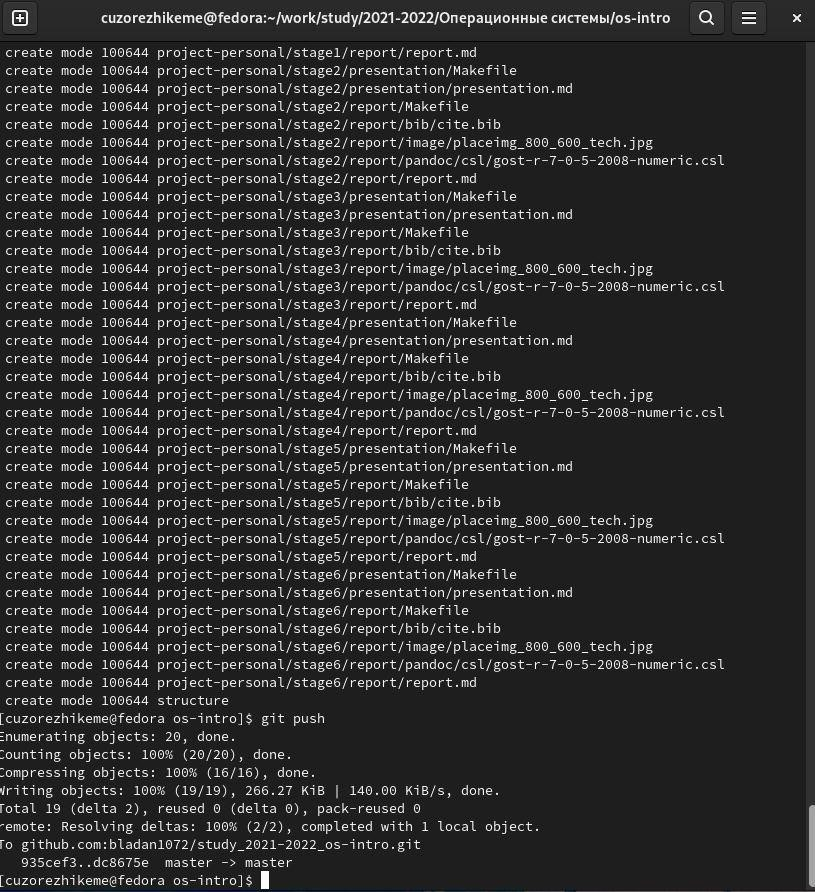 cuzorezhikeme@fedora:~/work/study/2021-2022/Операционные системы/os-intro
create mode 100644 project-personal/stage1/report/report.md
create mode 100644 project-personal/stage2/presentation/Makefile
create mode 100644 project-personal/stage2/presentation/presentation.md
create mode 100644 project-personal/stage2/report/Makefile
create mode 100644 project-personal/stage2/report/bib/cite.bib
create mode 100644 project-personal/stage2/report/image/placeimg_800_600_tech.jpg
create mode 100644 project-personal/stage2/report/pandoc/csl/gost-r-7-0-5-2008-numeric.csl
create mode 100644 project-personal/stage2/report/report.md
create mode 100644 project-personal/stage3/presentation/Makefile
create mode 100644 project-personal/stage3/presentation/presentation.md
create mode 100644 project-personal/stage3/report/Makefile
create mode 100644 project-personal/stage3/report/bib/cite.bib
create mode 100644 project-personal/stage3/report/image/placeimg_800_600_tech.jpg
create mode 100644 project-personal/stage3/report/pandoc/csl/gost-r-7-0-5-2008-numeric.csl
create mode 100644 project-personal/stage3/report/report.md
create mode 100644 project-personal/stage4/presentation/Makefile
create mode 100644 project-personal/stage4/presentation/presentation.md
create mode 100644 project-personal/stage4/report/Makefile
create mode 100644 project-personal/stage4/report/bib/cite.bib
create mode 100644 project-personal/stage4/report/image/placeimg_800_600_tech.jpg
create mode 100644 project-personal/stage4/report/pandoc/csl/gost-r-7-0-5-2008-numeric.csl
create mode 100644 project-personal/stage4/report/report.md
create mode 100644 project-personal/stage5/presentation/Makefile
create mode 100644 project-personal/stage5/presentation/presentation.md
create mode 100644 project-personal/stage5/report/Makefile
create mode 100644 project-personal/stage5/report/bib/cite.bib
create mode 100644 project-personal/stage5/report/image/placeimg_800_600_tech.jpg
create mode 100644 project-personal/stage5/report/pandoc/csl/gost-r-7-0-5-2008-numeric.csl
create mode 100644 project-personal/stage5/report/report.md
create mode 100644 project-personal/stage6/presentation/Makefile
create mode 100644 project-personal/stage6/presentation/presentation.md
create mode 100644 project-personal/stage6/report/Makefile
create mode 100644 project-personal/stage6/report/bib/cite.bib
create mode 100644 project-personal/stage6/report/image/placeimg_800_600_tech.jpg
create mode 100644 project-personal/stage6/report/pandoc/csl/gost-r-7-0-5-2008-numeric.csl
create mode 100644 project-personal/stage6/report/report.md
create mode 100644 structure
[cuzorezhikeme@fedora os-intro]$ git push
Enumerating objects: 20, done.
Counting objects: 100% (20/20), done.
Compressing objects: 100% (16/16), done.
Writing objects: 100% (19/19), 266.27 KiB | 140.00 KiB/s, done.
Total 19 (delta 2), reused 0 (delta 0), pack-reused 0
remote: Resolving deltas: 100% (2/2), completed with 1 local object.
To github.com:bladan1072/study_2021-2022_os-intro.git
935cef3..dc8675e  master -> master
[cuzorezhikeme@fedora os-intro]$